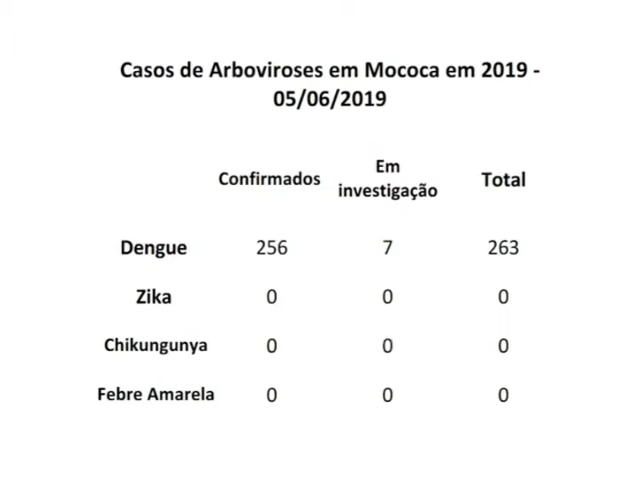 Casos de Arboviroses em Mococa em 2019 -
05/06/2019
Confirmados Em investigação Total
Dengue 256 7 263
Zika 0 0 0
Chikungunya 0 0 0
Febre Amarela 0 0 0